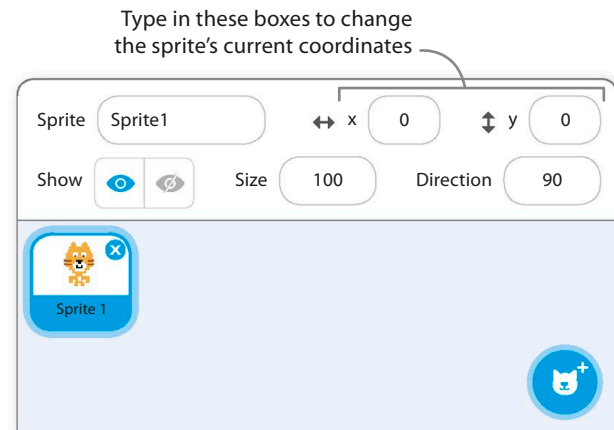 Type in these boxes to change
the sprite’s current coordinates
Sprite Sprite1 x 0 y 0
Show Size 100 Direction 90
Sprite 1